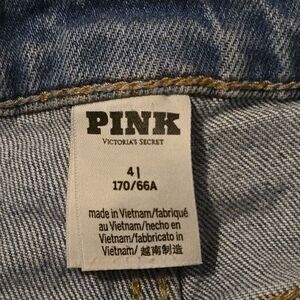 PINK
VICTORIA'S SECRET
4|
170/66A
made in Vietnam/fabriqué
au Vietnam/hecho en
Vietnam/fabbricato in
Vietnam/ 越南制造